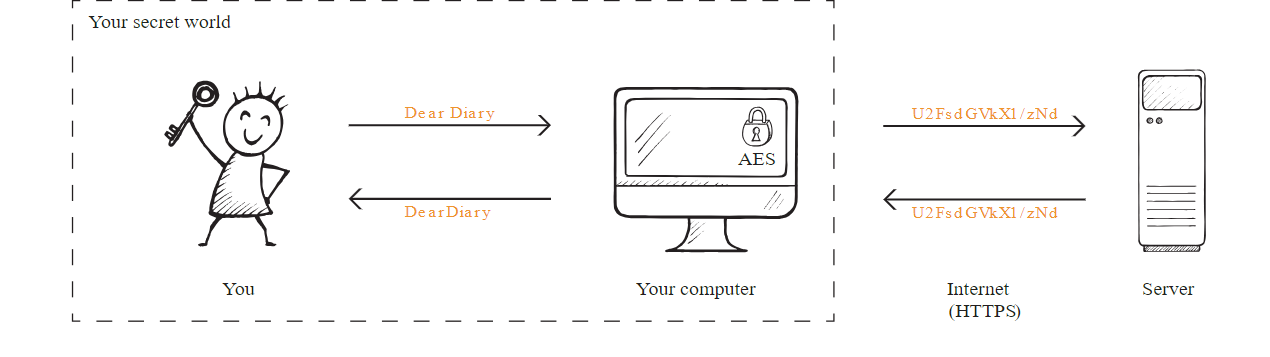 Your secret world
Dear Diary
U2FsdGVkX1/zNd
AES
DearDiary
U2FsdGVkX1/zNd
You
Your computer
Internet
(HTTPS)
Server